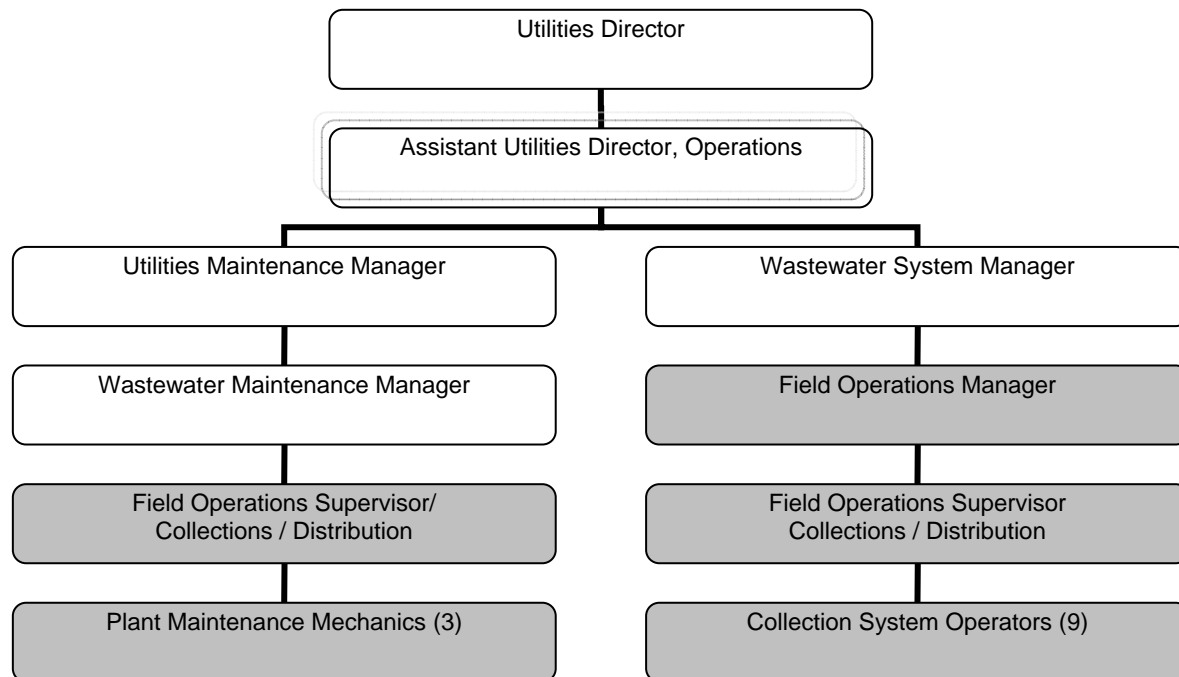 Utilities Director
Assistant Utilities Director, Operations
Utilities Maintenance Manager
Wastewater System Manager
Wastewater Maintenance Manager
Field Operations Manager
Field Operations Supervisor/
Collections / Distribution
Field Operations Supervisor
Collections / Distribution
Plant Maintenance Mechanics (3)
Collection System Operators (9)